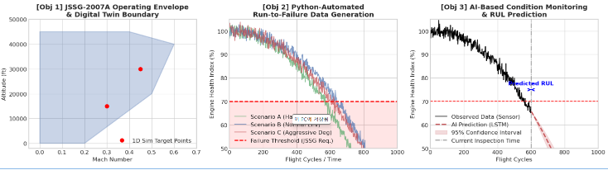 [Obj 1] JSSG-2007A Operating Envelope
& Digital Twin Boundary
50000
40000
30000
20000
10000
0
Altitude (ft)
0.0 0.1 0.2 0.3 0.4 0.5 0.6 0.7
Mach Number
1D Sim Target Points
[Obj 2] Python-Automated
Run-to-Failure Data Generation
100
90
80
70
60
50
Engine Health Index (%)
0 200 400 600 800 1000
Flight Cycles / Time
Scenario A
Scenario B
Scenario C (Aggressive Deg)
Failure Threshold (JSSG Req.)
[Obj 3] AI-Based Condition Monitoring
& RUL Prediction
100
90
80
70
60
50
Engine Health Index (%)
0 200 400 600 800 1000
Flight Cycles
Predicted RUL
Observed Data (Sensor)
AI Prediction (LSTM)
95% Confidence Interval
Current Inspection Time